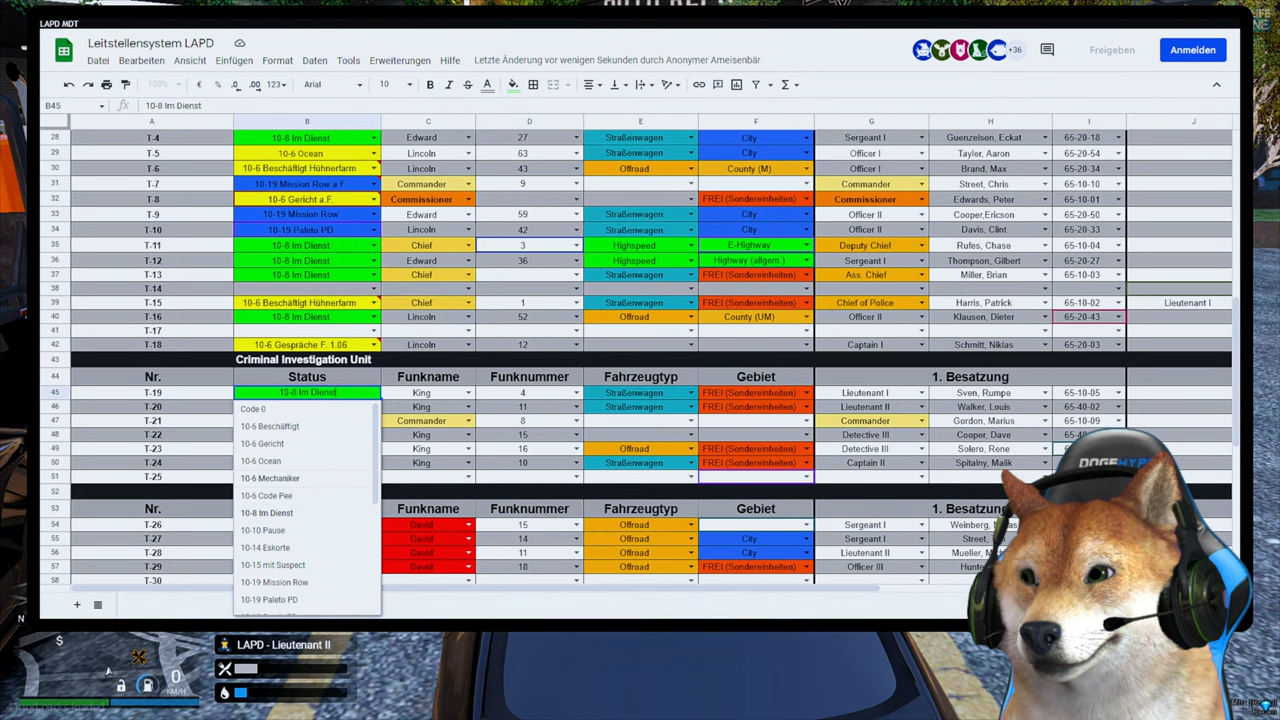 LAPD MDT
Leitstellensystem LAPD
Datei Bearbeiten Ansicht Einfügen Format Daten Tools Erweiterungen Hilfe Letzte Änderung vor wenigen Sekunden durch Anonymer Ameisenbär
+36 Freigeben Anmelden
100% € % .0 .00 123 Arial 10 B I S A
B45 fx 10-8 Im Dienst
A B C D E F G H I J
28 T-4 10-8 Im Dienst Edward 27 Straßenwagen City Sergeant I Guenzelsen, Eckat 65-20-18
29 T-5 10-6 Ocean Lincoln 63 Straßenwagen City Officer I Tayler, Aaron 65-20-54
30 T-6 10-6 Beschäftigt Hühnerfarm Lincoln 43 Offroad County (M) Officer I Brand, Max 65-20-34
31 T-7 10-19 Mission Row a.F. Commander 9 Commander Street, Chris 65-10-10
32 T-8 10-6 Gericht a.F. Commissioner FREI (Sondereinheiten) Commissioner Edwards, Peter 65-10-01
33 T-9 10-19 Mission Row Edward 59 Straßenwagen City Officer II Cooper,Ericson 65-20-50
34 T-10 10-19 Paleto PD Lincoln 42 Straßenwagen City Officer II Davis, Clint 65-20-33
35 T-11 10-8 Im Dienst Chief 3 Highspeed E-Highway Deputy Chief Rufes, Chase 65-10-04
36 T-12 10-8 Im Dienst Edward 36 Highspeed Highway (allgem.) Sergeant I Thompson, Gilbert 65-20-27
37 T-13 10-8 Im Dienst Chief FREI (Sondereinheiten) Ass. Chief Miller, Brian 65-10-03
38 T-14
39 T-15 10-6 Beschäftigt Hühnerfarm Chief 1 Straßenwagen FREI (Sondereinheiten) Chief of Police Harris, Patrick 65-10-02 Lieutenant I
40 T-16 10-8 Im Dienst Lincoln 52 Offroad County (UM) Officer II Klausen, Dieter 65-20-43
41 T-17
42 T-18 10-6 Gespräche F. 1.06 Lincoln 12 Captain I Schmitt, Niklas 65-20-03
43 Criminal Investigation Unit
44 Nr. Status Funkname Funknummer Fahrzeugtyp Gebiet 1. Besatzung
45 T-19 10-8 Im Dienst King 4 Straßenwagen FREI (Sondereinheiten) Lieutenant I Sven, Rumpe 65-10-05
46 T-20 King 11 Straßenwagen FREI (Sondereinheiten) Lieutenant II Walker, Louis 65-40-02
47 T-21 Commander 8 Commander Gordon, Marius 65-10-09
48 T-22 King 15 Detective III Cooper, Dave
49 T-23 King 16 Offroad FREI (Sondereinheiten) Detective III Solero, Rene
50 T-24 King 10 Straßenwagen FREI (Sondereinheiten) Captain II Spitalny, Malik
51 T-25
52
53 Nr. Funkname Funknummer Fahrzeugtyp Gebiet 1. Besatzung
54 T-26 David 15 Offroad Sergeant I
55 T-27 David 14 Offroad City Sergeant I
56 T-28 David 11 Offroad City Lieutenant II
57 T-29 David 18 Offroad FREI (Sondereinheiten) Officer III
58 T-30
Code 0
10-6 Beschäftigt
10-6 Gericht
10-6 Ocean
10-6 Mechaniker
10-6 Code Pee
10-8 Im Dienst
10-10 Pause
10-14 Eskorte
10-15 mit Suspect
10-19 Mission Row
10-19 Paleto PD
DOGEHYPE
N
$
0
KM/H
LAPD - Lieutenant II